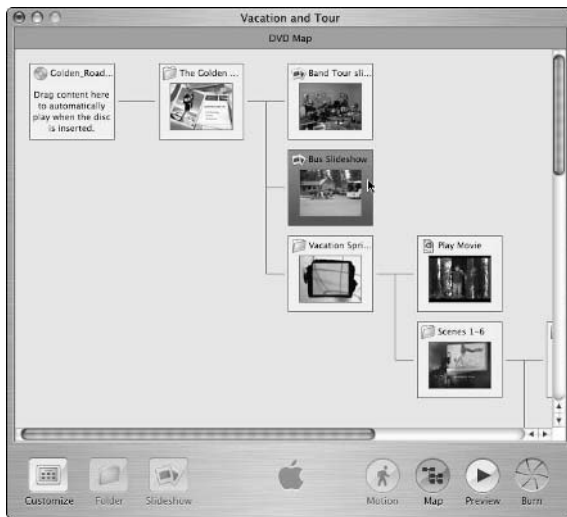 Vacation and Tour
DVD Map
Golden_Road...
Drag content here
to automatically
play when the disc
is inserted.
The Golden ...
Band Tour sli...
Bus Slideshow
Vacation Spri...
Play Movie
Scenes 1-6
Customize
Folder
Slideshow
Motion
Map
Preview
Burn